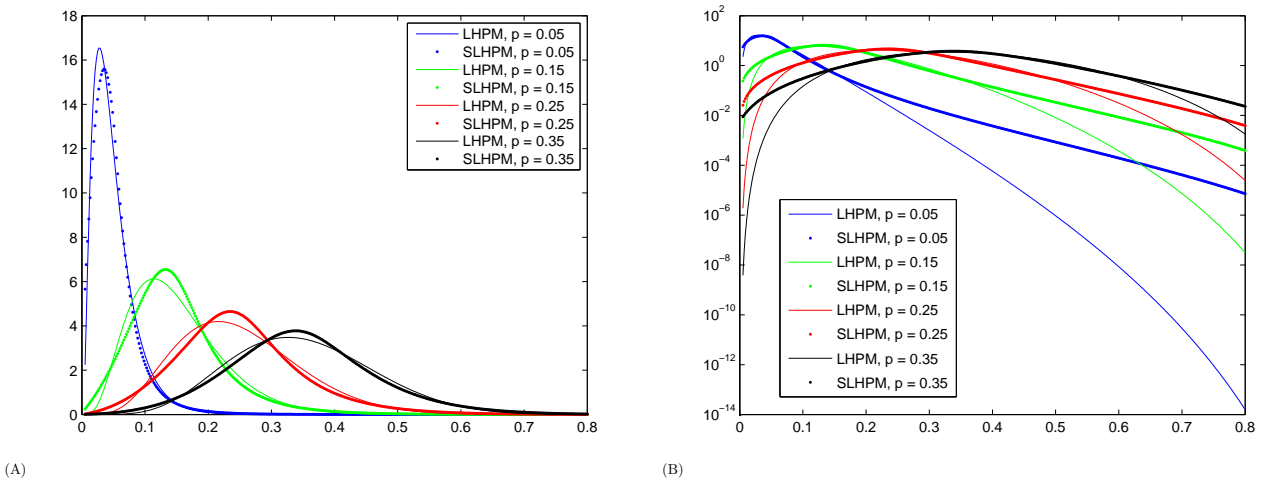 18
16
14
12
10
8
6
4
2
0
0
0.1
0.2
0.3
0.4
0.5
0.6
0.7
0.8
LHPM, p = 0.05
SLHPM, p = 0.05
LHPM, p = 0.15
SLHPM, p = 0.15
LHPM, p = 0.25
SLHPM, p = 0.25
LHPM, p = 0.35
SLHPM, p = 0.35
(A)
10^2
10^0
10^−2
10^−4
10^−6
10^−8
10^−10
10^−12
10^−14
0
0.1
0.2
0.3
0.4
0.5
0.6
0.7
0.8
LHPM, p = 0.05
SLHPM, p = 0.05
LHPM, p = 0.15
SLHPM, p = 0.15
LHPM, p = 0.25
SLHPM, p = 0.25
LHPM, p = 0.35
SLHPM, p = 0.35
(B)